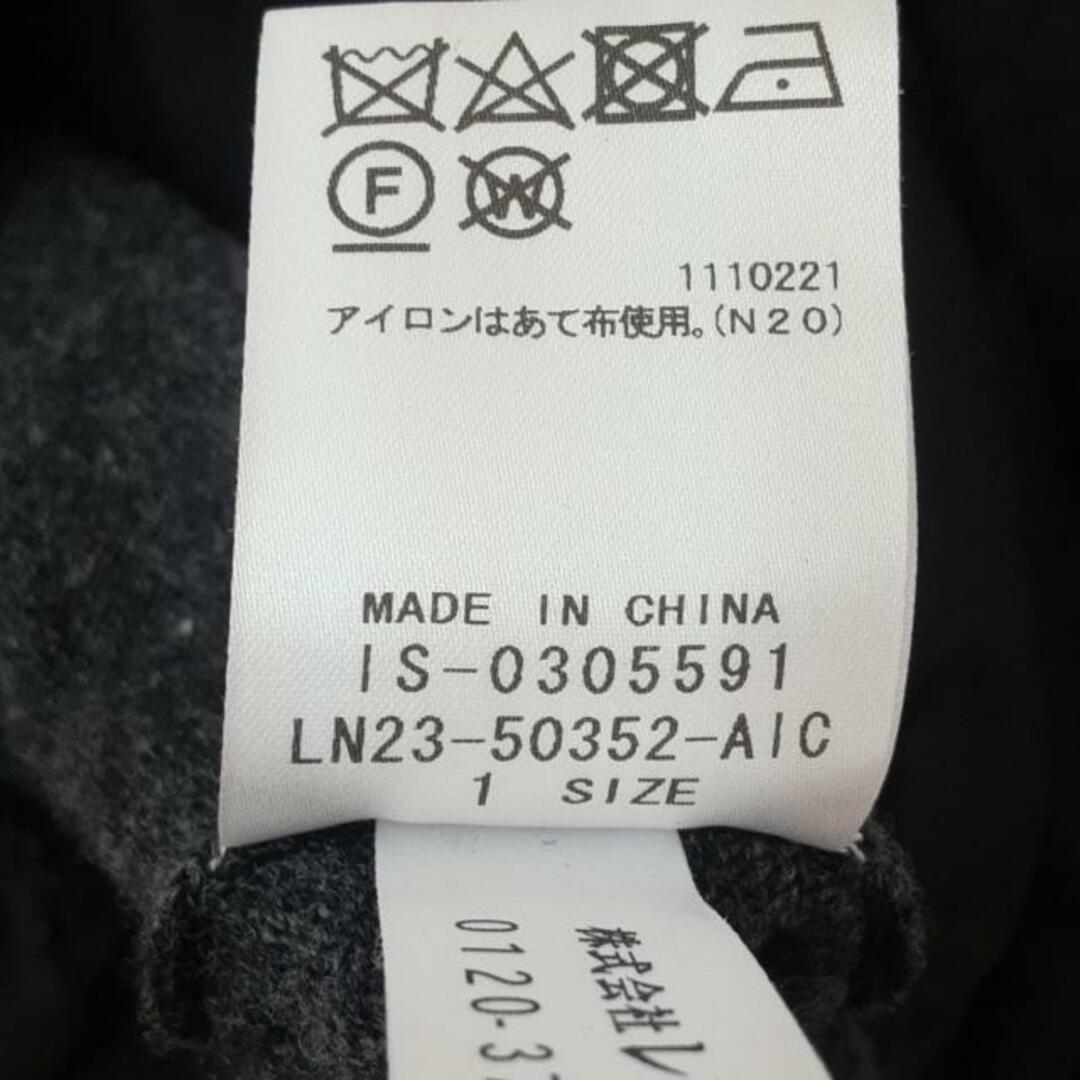 F W
1110221
アイロンはあて布使用。(N20)
MADE IN CHINA
IS-0305591
LN23-50352-AIC
1 SIZE
株式会社レ
0120-37